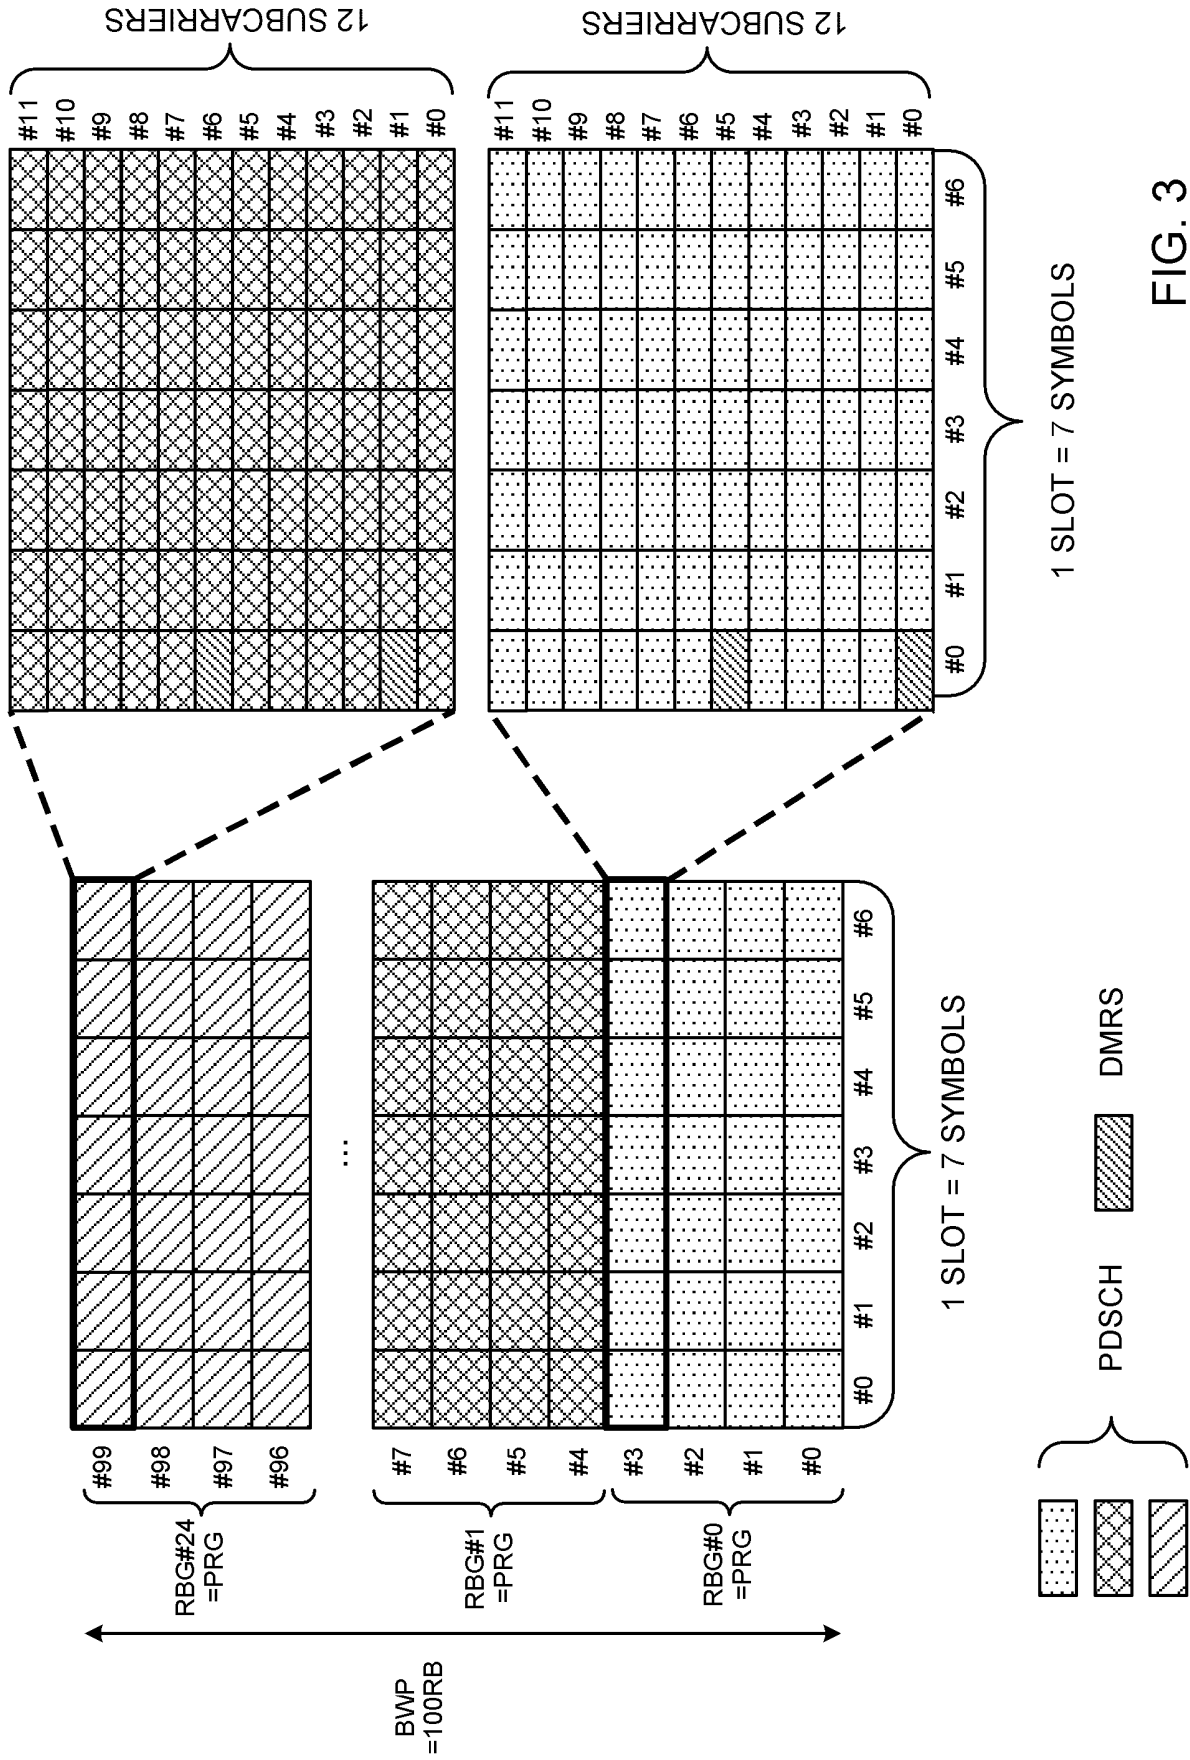 12 SUBCARRIERS
#11
#10
#9
#8
#7
#6
#5
#4
#3
#2
#1
#0
12 SUBCARRIERS
#11
#10
#9
#8
#7
#6
#5
#4
#3
#2
#1
#0
#0 #1 #2 #3 #4 #5 #6
1 SLOT = 7 SYMBOLS
BWP
=100RB
RBG#24
=PRG
#99
#98
#97
#96
...
RBG#1
=PRG
#7
#6
#5
#4
RBG#0
=PRG
#3
#2
#1
#0
#0 #1 #2 #3 #4 #5 #6
1 SLOT = 7 SYMBOLS
PDSCH
DMRS
FIG. 3